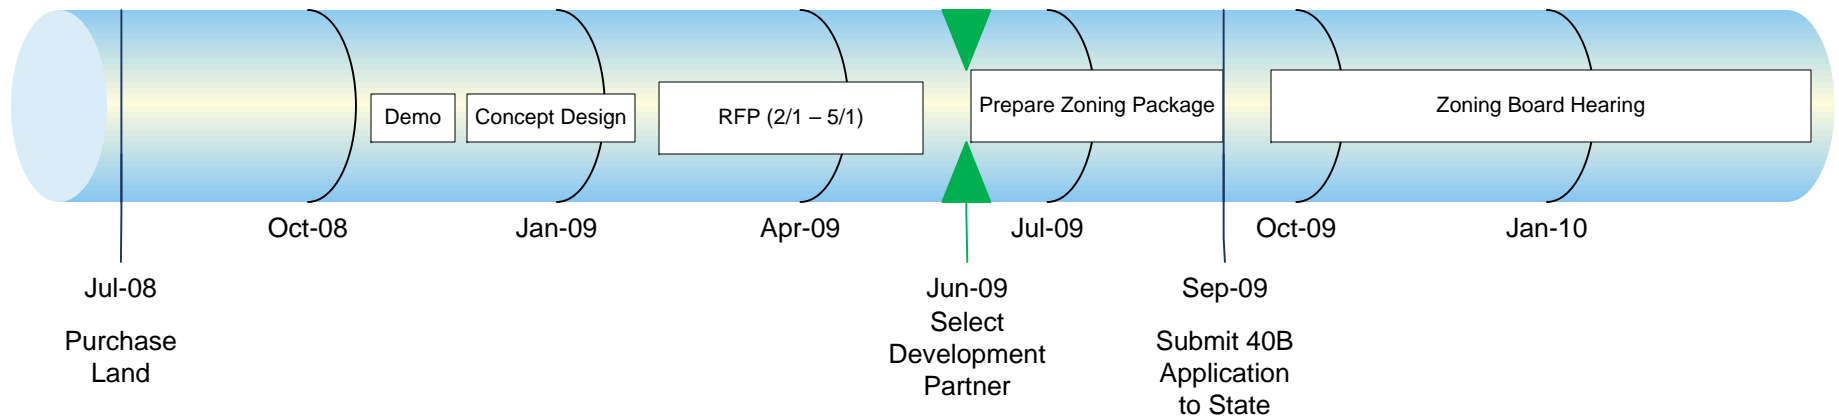 Demo
Concept Design
RFP (2/1 – 5/1)
Prepare Zoning Package
Zoning Board Hearing
Oct-08
Jan-09
Apr-09
Jul-09
Oct-09
Jan-10
Jul-08
Purchase
Land
Jun-09
Select
Development
Partner
Sep-09
Submit 40B
Application
to State